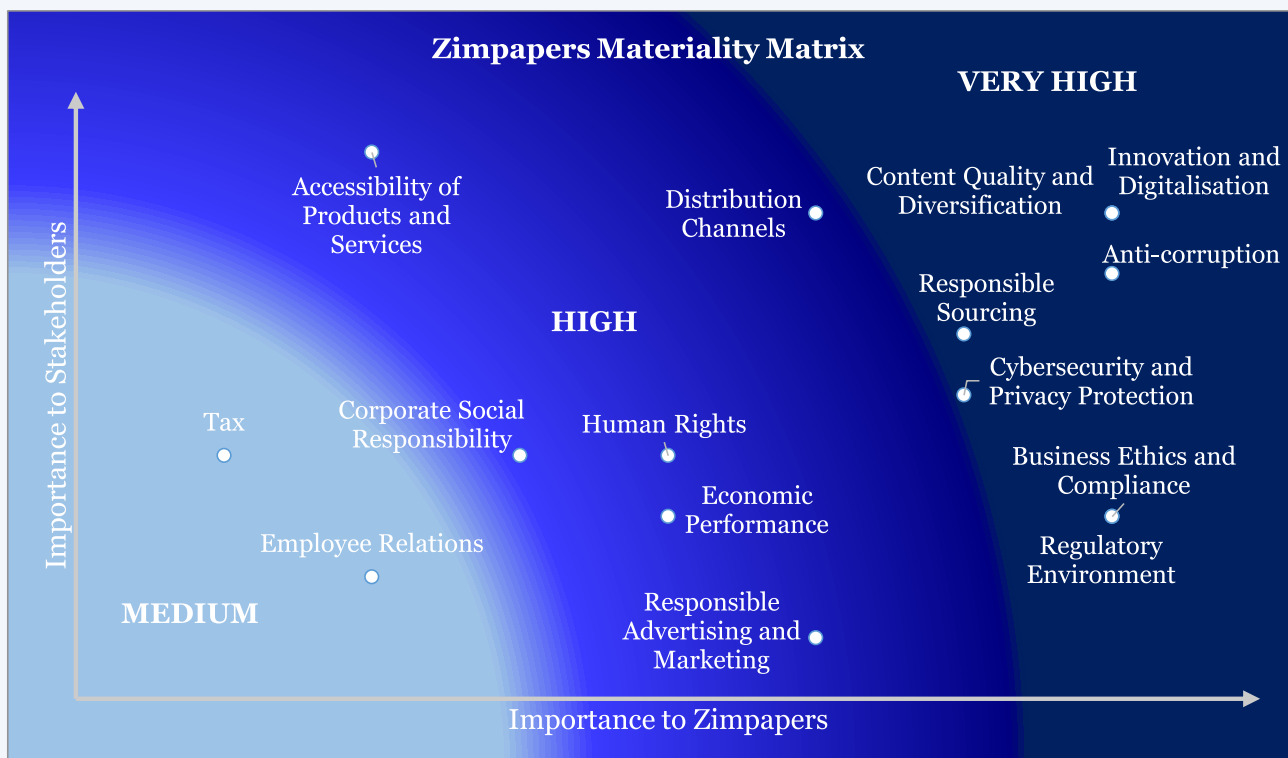 Zimpapers Materiality Matrix
VERY HIGH
Innovation and
Digitalisation
Content Quality and
Diversification
Accessibility of
Products and
Services
Distribution
Channels
Anti-corruption
Responsible
Sourcing
HIGH
Cybersecurity and
Privacy Protection
Importance to Stakeholders
Tax
Corporate Social
Responsibility
Human Rights
Business Ethics and
Compliance
Economic
Performance
Employee Relations
Regulatory
Environment
MEDIUM
Responsible
Advertising and
Marketing
Importance to Zimpapers